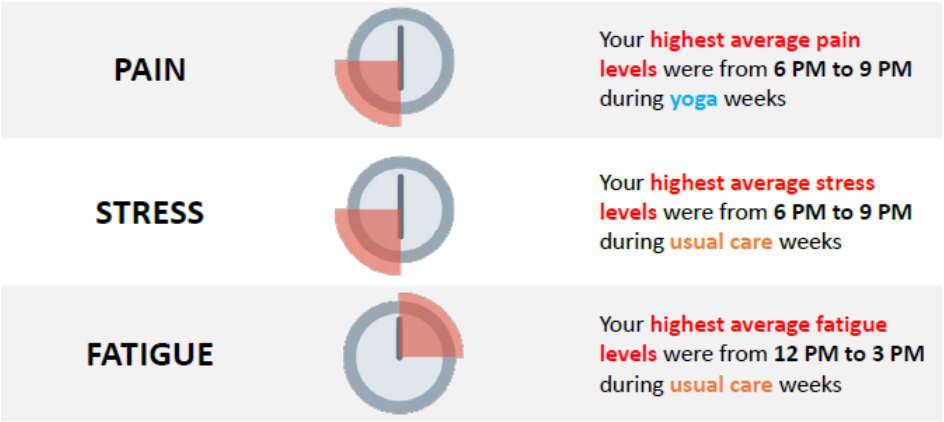 PAIN
Your highest average pain
levels were from 6 PM to 9 PM
during yoga weeks
STRESS
Your highest average stress
levels were from 6 PM to 9 PM
during usual care weeks
FATIGUE
Your highest average fatigue
levels were from 12 PM to 3 PM
during usual care weeks